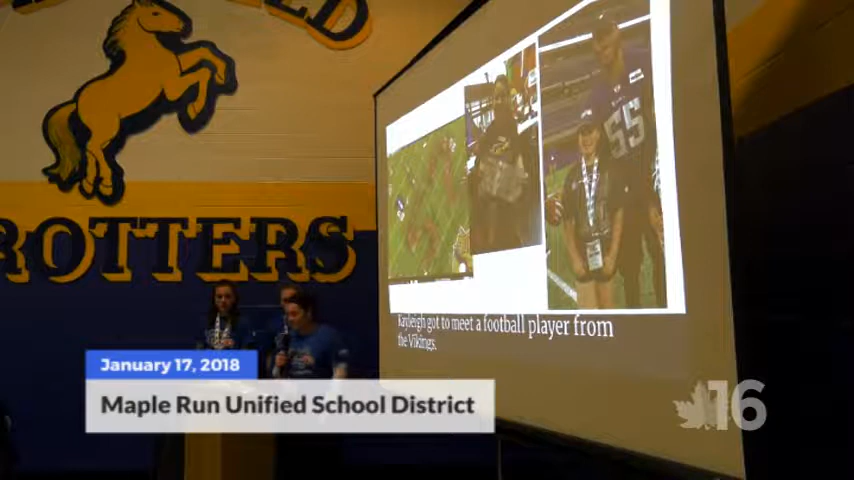 ROTTERS
55
Kayleigh got to meet a football player from
the Vikings.
January 17, 2018
Maple Run Unified School District
16